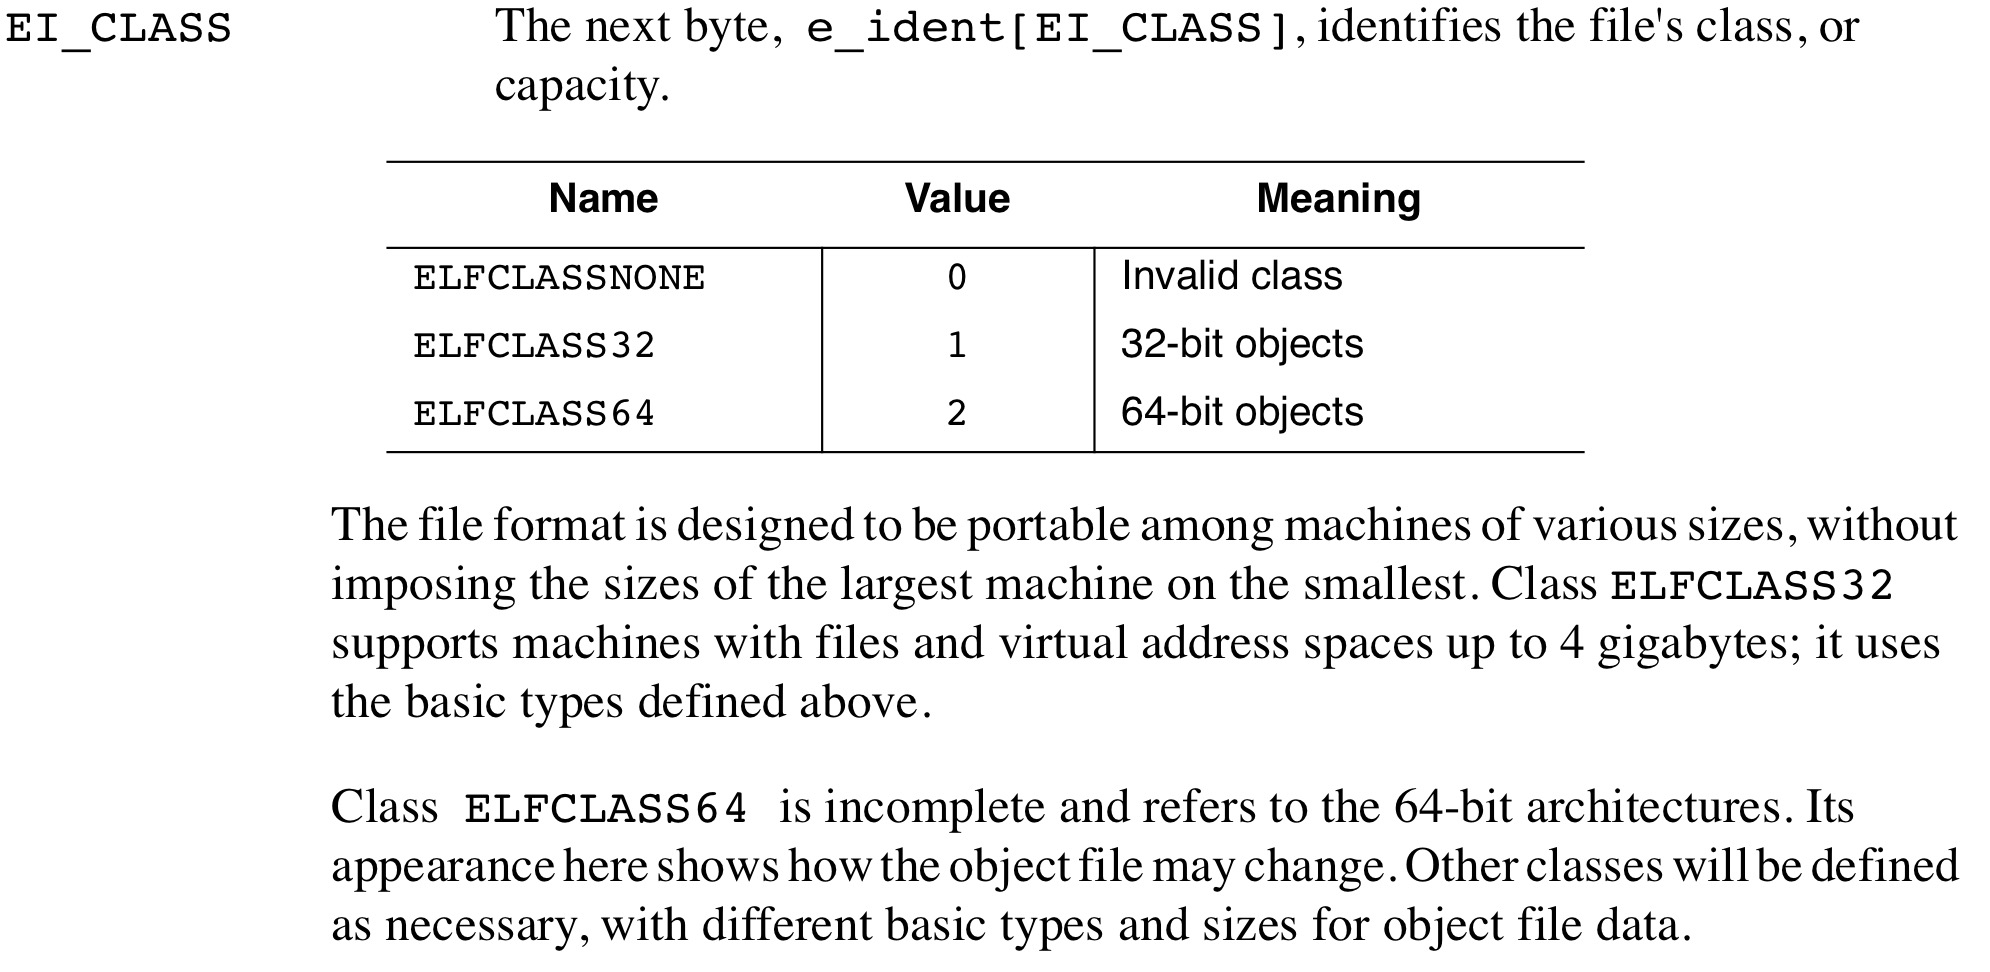 EI_CLASS The next byte, e_ident[EI_CLASS], identifies the file's class, or
capacity.
Name Value Meaning
ELFCLASSNONE 0 Invalid class
ELFCLASS32 1 32-bit objects
ELFCLASS64 2 64-bit objects
The file format is designed to be portable among machines of various sizes, without
imposing the sizes of the largest machine on the smallest. Class ELFCLASS32
supports machines with files and virtual address spaces up to 4 gigabytes; it uses
the basic types defined above.
Class ELFCLASS64 is incomplete and refers to the 64-bit architectures. Its
appearance here shows how the object file may change. Other classes will be defined
as necessary, with different basic types and sizes for object file data.